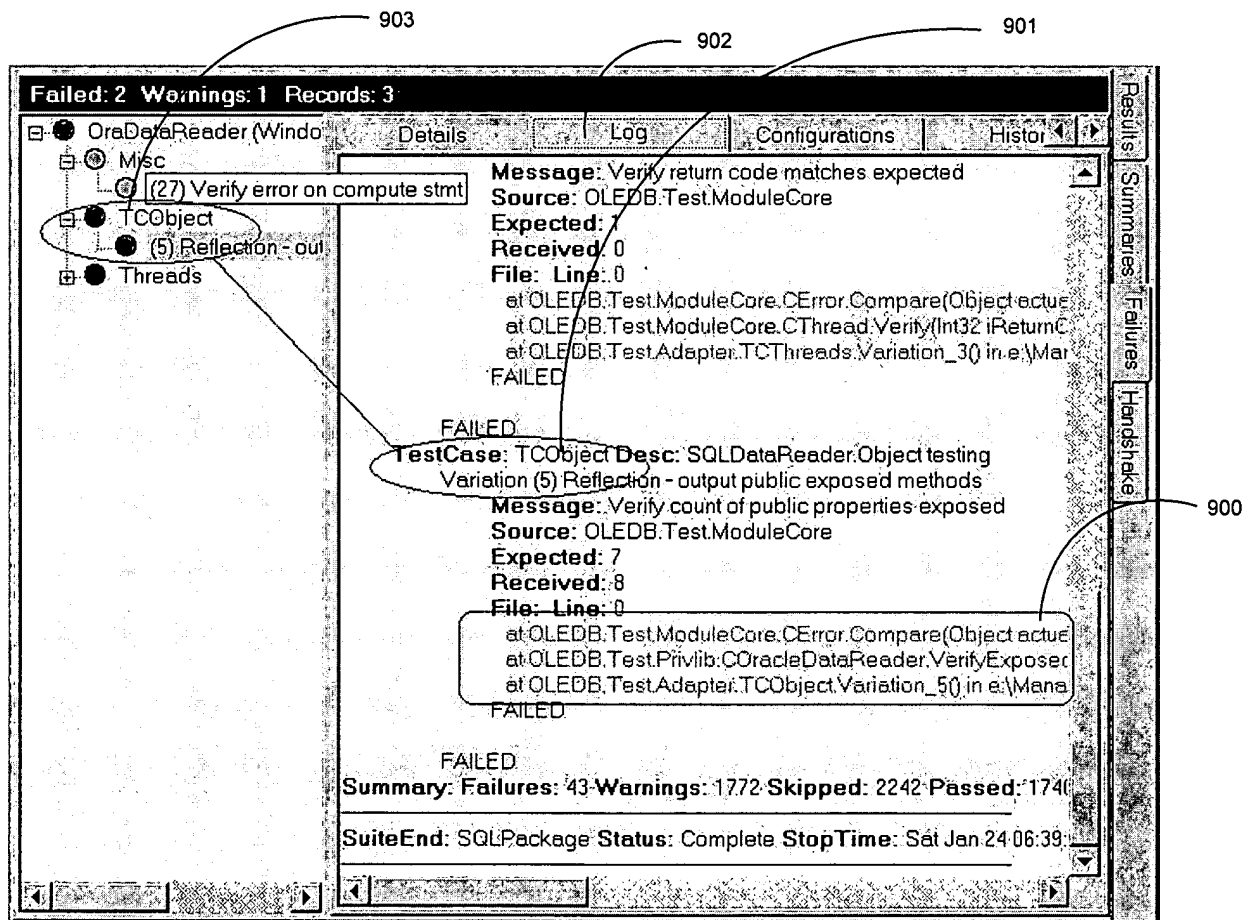 903
902
901
Failed: 2 Warnings: 1 Records: 3
OraDataReader (Windo
Misc
(27) Verify error on compute stmt
TCObject
(5) Reflection - out
Threads
Details
Log
Configurations
Histor
Message: Verify return code matches expected
Source: OLEDB.Test.ModuleCore
Expected: 1
Received: 0
File: Line: 0
at OLEDB.Test.ModuleCore.CError.Compare(Object actue
at OLEDB.Test.ModuleCore.CThread.Verify(Int32 iReturnC
at OLEDB.Test.Adapter.TCThreads.Variation_3() in e:\Mar
FAILED
FAILED
TestCase: TCObject Desc: SQLDataReader.Object testing
Variation (5) Reflection - output public exposed methods
Message: Verify count of public properties exposed
Source: OLEDB.Test.ModuleCore
Expected: 7
Received: 8
File: Line: 0
at OLEDB.Test.ModuleCore.CError.Compare(Object actue
at OLEDB.Test.Privlib.COracleDataReader.VerifyExposed
at OLEDB.Test.Adapter.TCObject.Variation_5() in e:\Mana
FAILED
FAILED
Summary: Failures: 43 Warnings: 1772 Skipped: 2242 Passed: 1740
SuiteEnd: SQLPackage Status: Complete StopTime: Sat Jan 24 06:39
Results
Summaries
Failures
Handshake
900